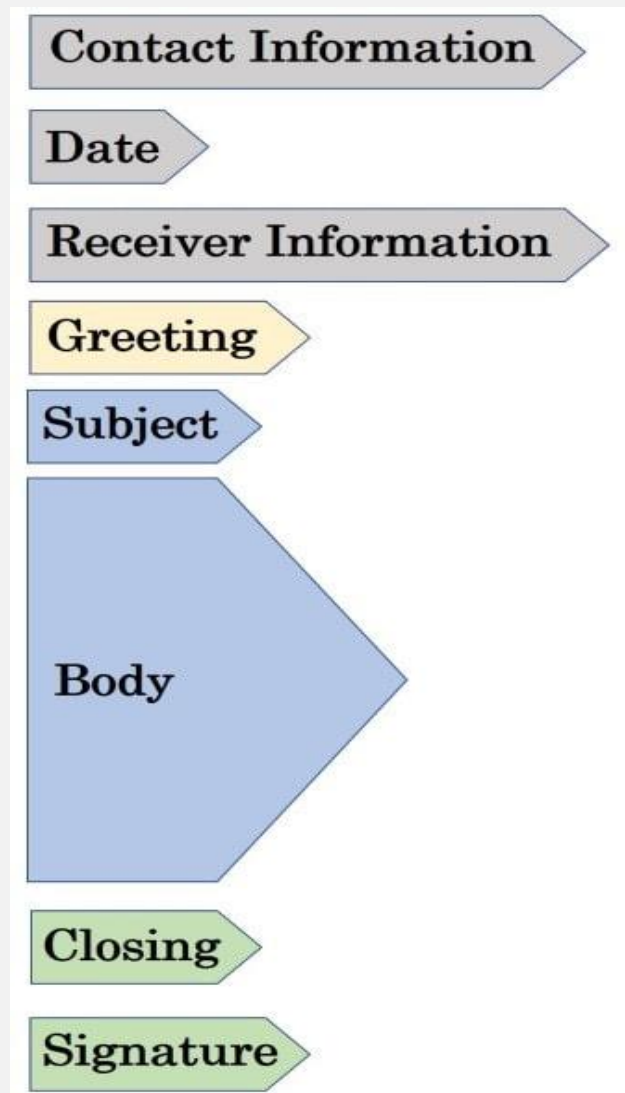 Contact Information
Date
Receiver Information
Greeting
Subject
Body
Closing
Signature